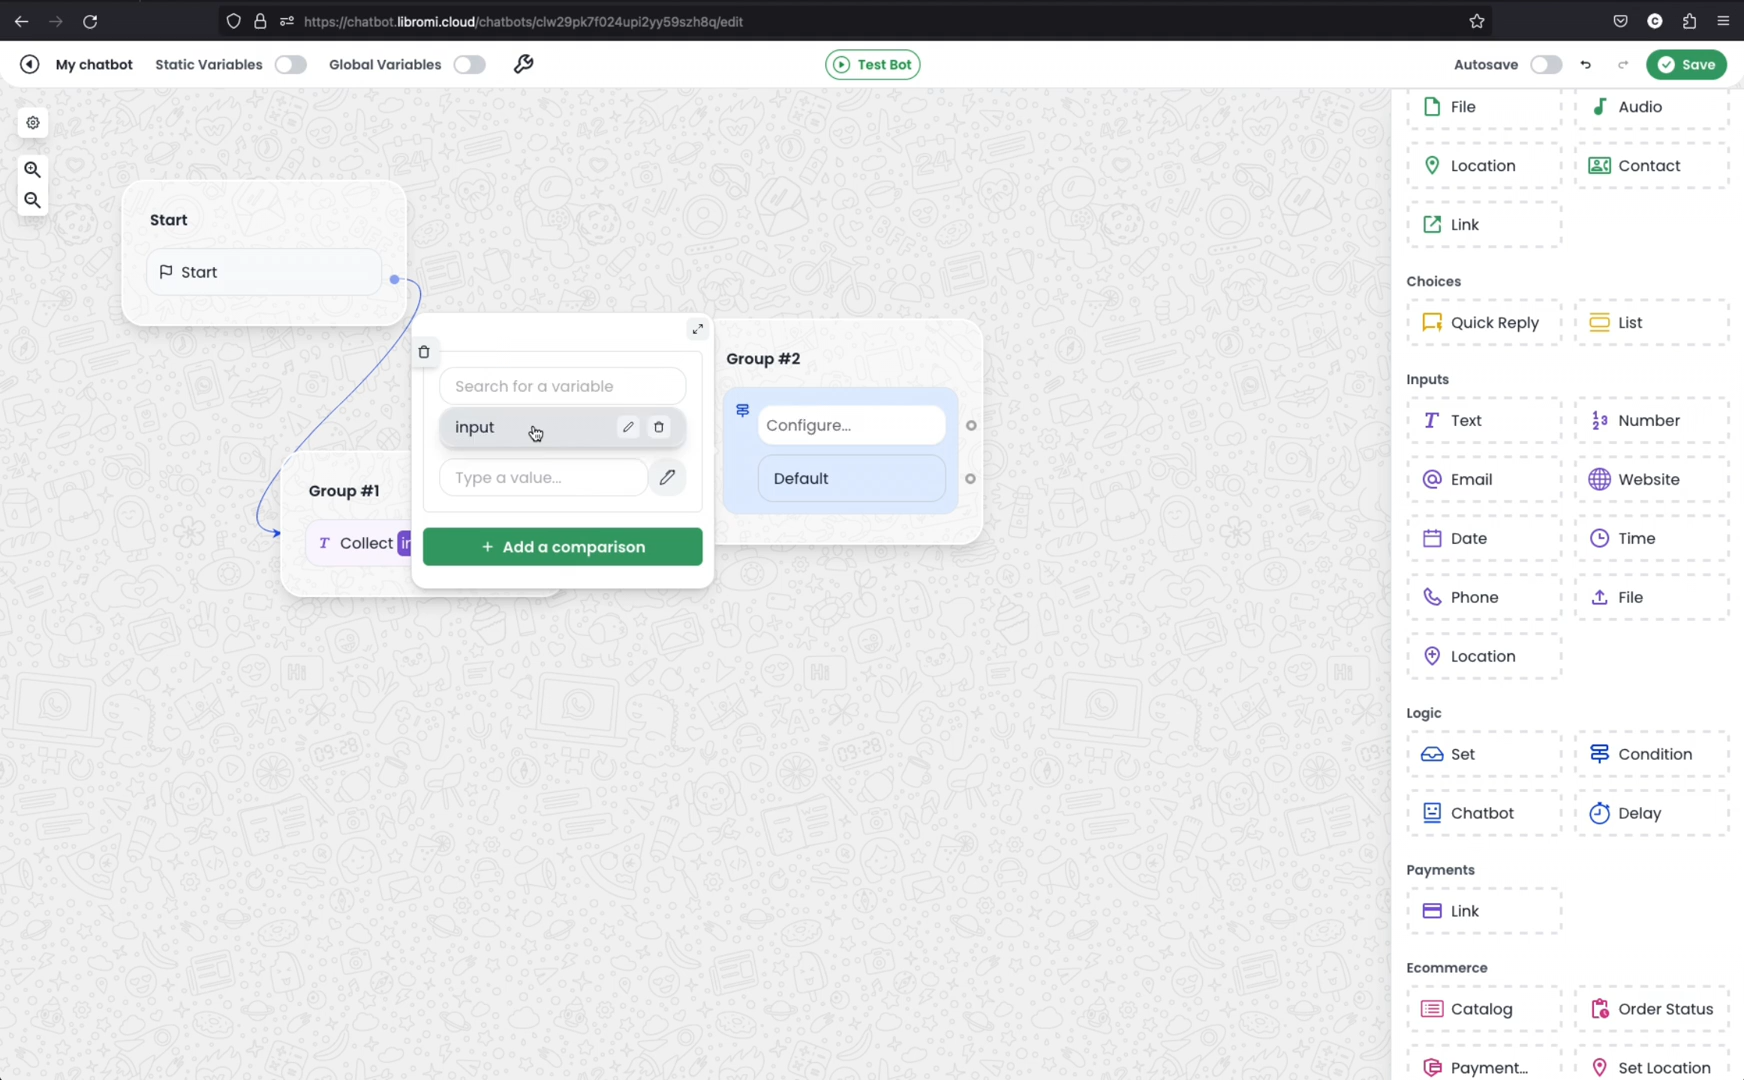 https://chatbot.libromi.cloud/chatbots/clw29pk7f024upi2yy59szh8q/edit
My chatbot
Static Variables
Global Variables
Test Bot
Autosave
Save
File
Audio
Location
Contact
Link
Start
Start
Choices
Quick Reply
List
Group #2
Inputs
Search for a variable
input
Configure...
Text
Number
Type a value...
Default
Email
Website
Group #1
Collect
+ Add a comparison
Date
Time
Phone
File
Location
Logic
Set
Condition
Chatbot
Delay
Payments
Link
Ecommerce
Catalog
Order Status
Payment...
Set Location